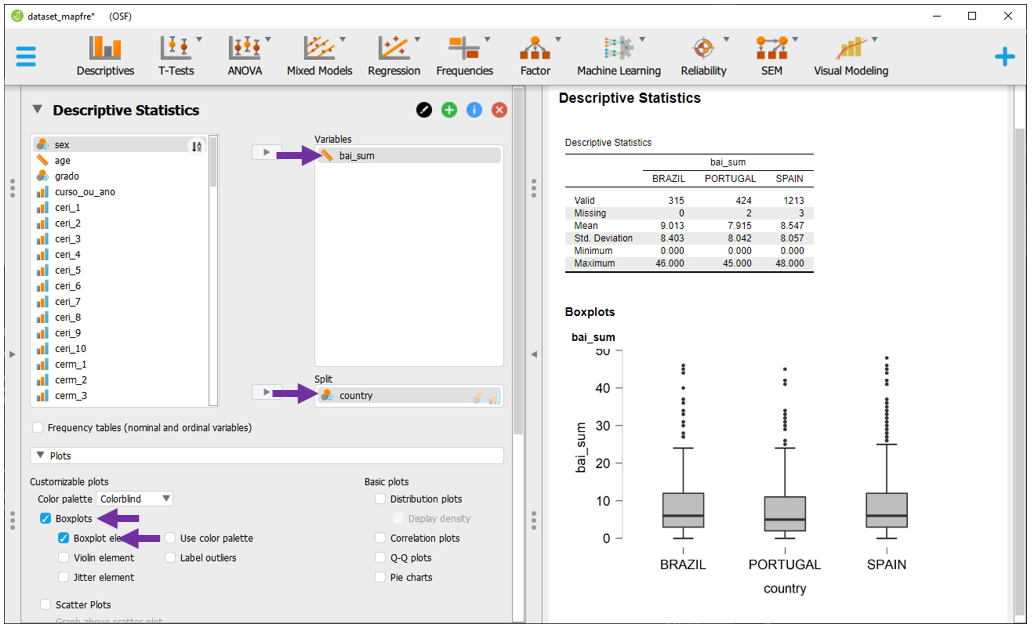 dataset_mapfre* (OSF)
Descriptives T-Tests ANOVA Mixed Models Regression Frequencies Factor Machine Learning Reliability SEM Visual Modeling
Descriptive Statistics
sex
age
grado
curso_ou_ano
ceri_1
ceri_2
ceri_3
ceri_4
ceri_5
ceri_6
ceri_7
ceri_8
ceri_9
ceri_10
cerm_1
cerm_2
cerm_3
Variables
bai_sum
Split
country
Frequency tables (nominal and ordinal variables)
Plots
Customizable plots
Color palette Colorblind
Boxplots
Boxplot Use color palette
Violin element Label outliers
Jitter element
Scatter Plots
Graph above scatter plot
Basic plots
Distribution plots
Display density
Correlation plots
Q-Q plots
Pie charts
Descriptive Statistics
Descriptive Statistics
bai_sum
BRAZIL PORTUGAL SPAIN
Valid 315 424 1213
Missing 0 2 3
Mean 9.013 7.915 8.547
Std. Deviation 8.403 8.042 8.057
Minimum 0.000 0.000 0.000
Maximum 46.000 45.000 48.000
Boxplots
bai_sum
50
40
30
20
10
0
bai_sum
BRAZIL PORTUGAL SPAIN
country